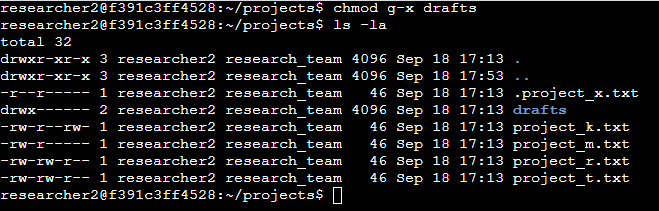 researcher2@f391c3ff4528:~/projects$ chmod g-x drafts
researcher2@f391c3ff4528:~/projects$ ls -la
total 32
drwxr-xr-x 3 researcher2 research_team 4096 Sep 18 17:13 .
drwxr-xr-x 3 researcher2 research_team 4096 Sep 18 17:53 ..
-r--r----- 1 researcher2 research_team   46 Sep 18 17:13 .project_x.txt
drwx------ 2 researcher2 research_team 4096 Sep 18 17:13 drafts
-rw-r--rw- 1 researcher2 research_team   46 Sep 18 17:13 project_k.txt
-rw-r----- 1 researcher2 research_team   46 Sep 18 17:13 project_m.txt
-rw-rw-r-- 1 researcher2 research_team   46 Sep 18 17:13 project_r.txt
-rw-rw-r-- 1 researcher2 research_team   46 Sep 18 17:13 project_t.txt
researcher2@f391c3ff4528:~/projects$